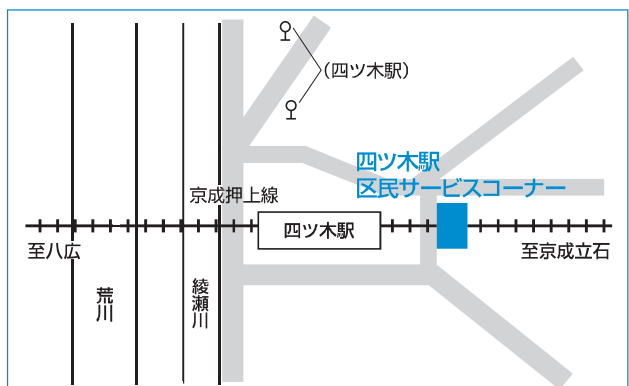 (四ツ木駅)
四ツ木駅
区民サービスコーナー
京成押上線
四ツ木駅
至八広
至京成立石
荒川
綾瀬川